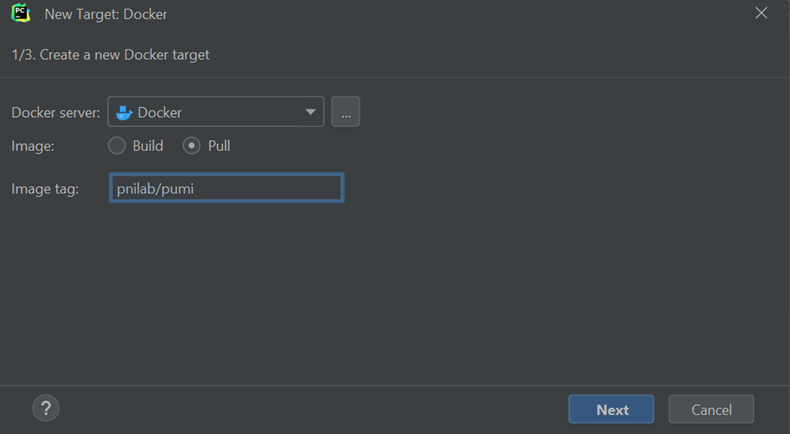 PC New Target: Docker
1/3. Create a new Docker target
Docker server: Docker ...
Image: Build Pull
Image tag: pnilab/pumi
? Next Cancel